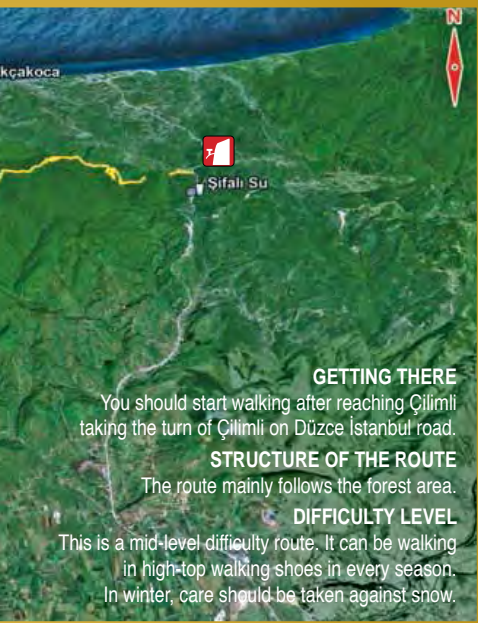 N
kçakoca
Şifalı Su
GETTING THERE
You should start walking after reaching Çilimli
taking the turn of Çilimli on Düzce İstanbul road.
STRUCTURE OF THE ROUTE
The route mainly follows the forest area.
DIFFICULTY LEVEL
This is a mid-level difficulty route. It can be walking
in high-top walking shoes in every season.
In winter, care should be taken against snow.